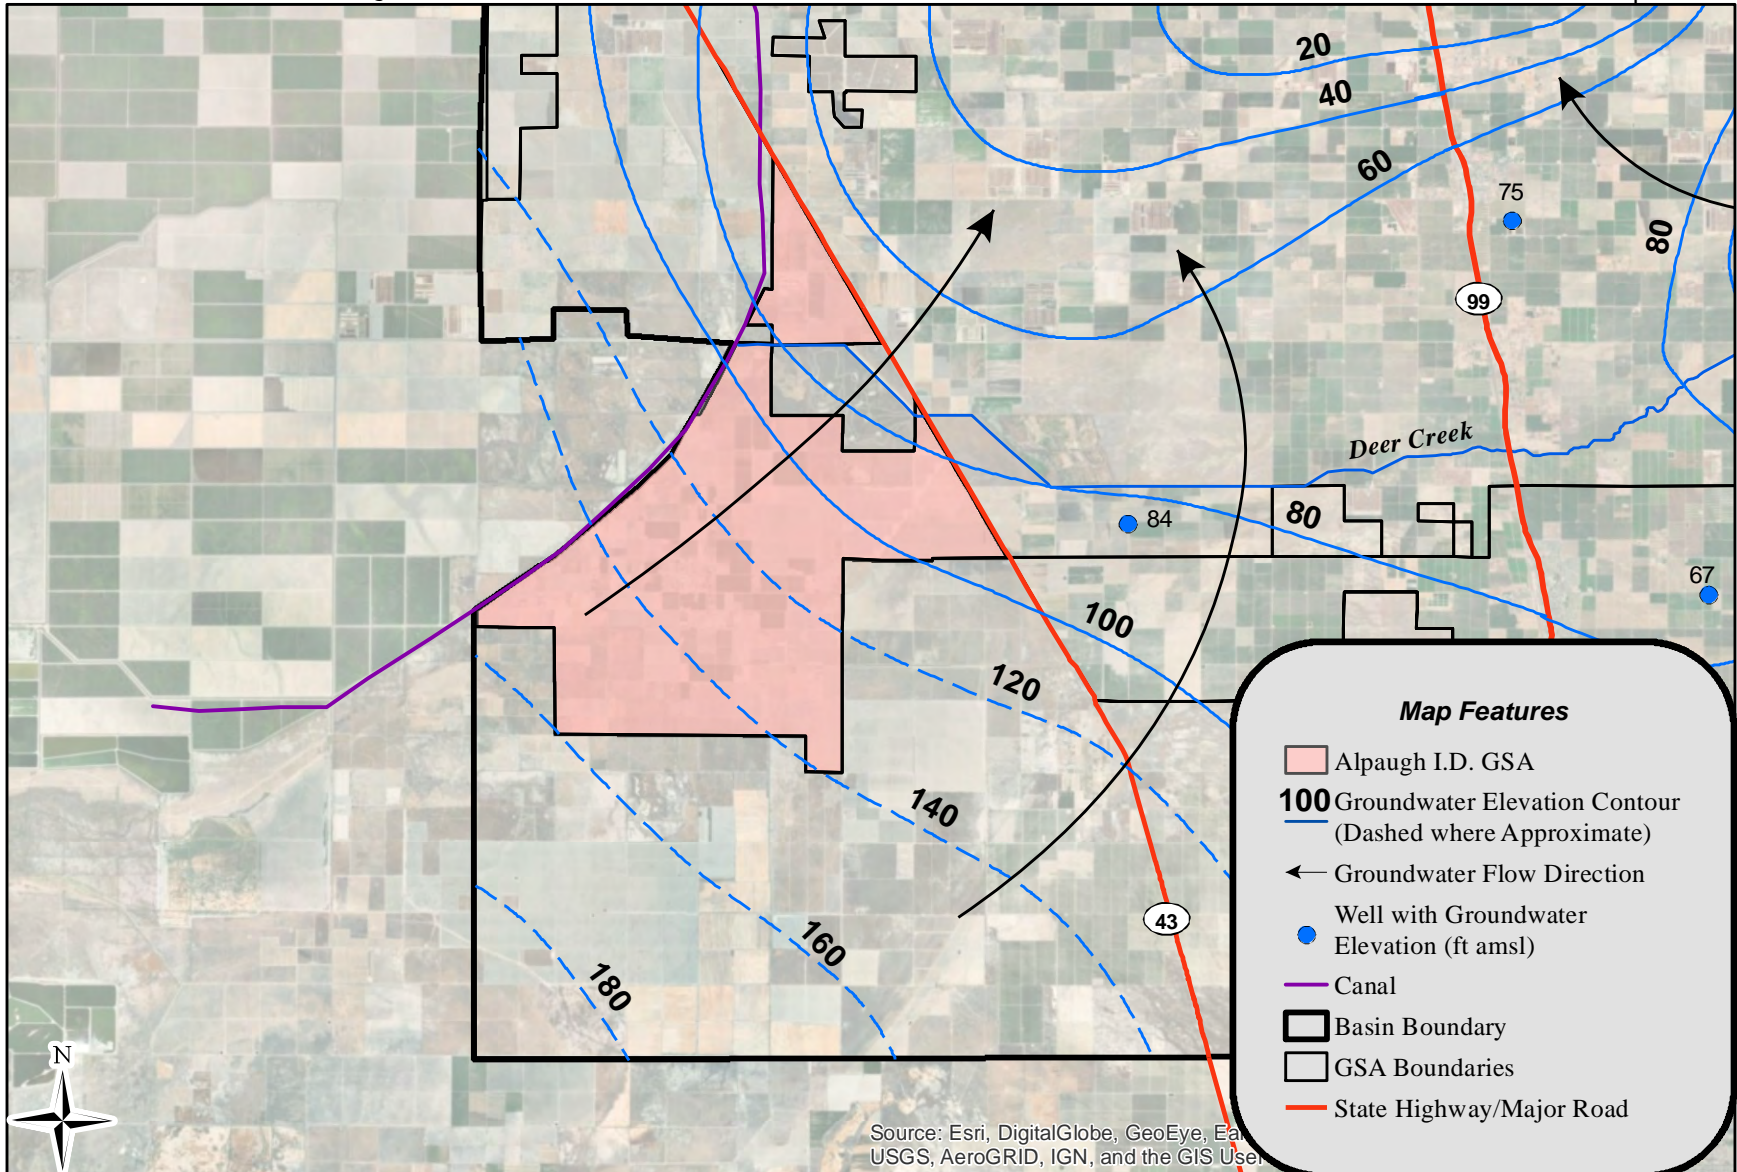 20
40
60
75
80
99
Deer Creek
84
80
67
100
120
140
160
180
43
Map Features
Alpaugh I.D. GSA
100 Groundwater Elevation Contour
(Dashed where Approximate)
Groundwater Flow Direction
Well with Groundwater
Elevation (ft amsl)
Canal
Basin Boundary
GSA Boundaries
State Highway/Major Road
N
Source: Esri, DigitalGlobe, GeoEye,
USGS, AeroGRID, IGN, and the GIS User